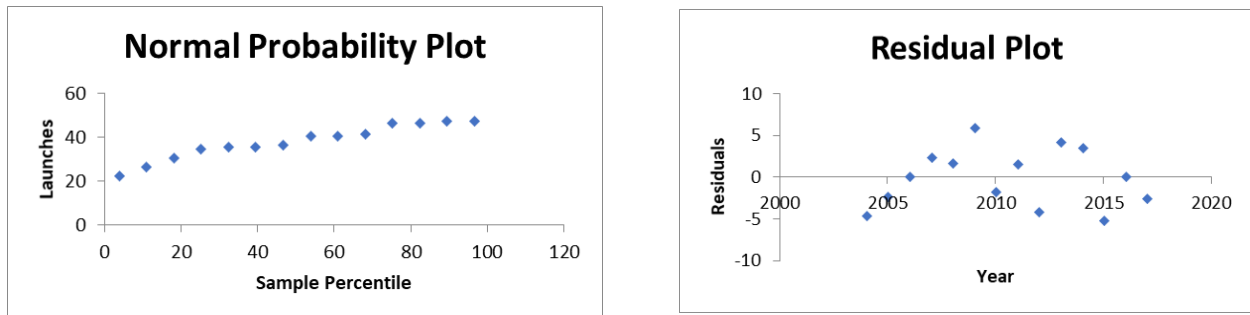 Normal Probability Plot
60
40
20
0
0 20 40 60 80 100 120
Launches
Sample Percentile
Residual Plot
10
5
0
-5
-10
2000 2005 2010 2015 2020
Residuals
Year